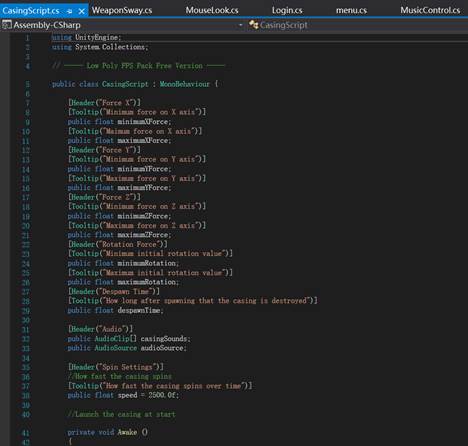 CasingScript.cs WeaponSway.cs MouseLook.cs Login.cs menu.cs MusicControl.cs
Assembly-CSharp CasingScript
1 using UnityEngine;
2 using System.Collections;
3
4 // ----- Low Poly FPS Pack Free Version -----
5 public class CasingScript : MonoBehaviour {
6
7 [Header("Force X")]
8 [Tooltip("Minimum force on X axis")]
9 public float minimumXForce;
10 [Tooltip("Maimum force on X axis")]
11 public float maximumXForce;
12 [Header("Force Y")]
13 [Tooltip("Minimum force on Y axis")]
14 public float minimumYForce;
15 [Tooltip("Maximum force on Y axis")]
16 public float maximumYForce;
17 [Header("Force Z")]
18 [Tooltip("Minimum force on Z axis")]
19 public float minimumZForce;
20 [Tooltip("Maximum force on Z axis")]
21 public float maximumZForce;
22 [Header("Rotation Force")]
23 [Tooltip("Minimum initial rotation value")]
24 public float minimumRotation;
25 [Tooltip("Maximum initial rotation value")]
26 public float maximumRotation;
27 [Header("Despawn Time")]
28 [Tooltip("How long after spawning that the casing is destroyed")]
29 public float despawnTime;
30
31 [Header("Audio")]
32 public AudioClip[] casingSounds;
33 public AudioSource audioSource;
34
35 [Header("Spin Settings")]
36 //How fast the casing spins
37 [Tooltip("How fast the casing spins over time")]
38 public float speed = 2500.0f;
39
40 //Launch the casing at start
41 private void Awake ()
42 {